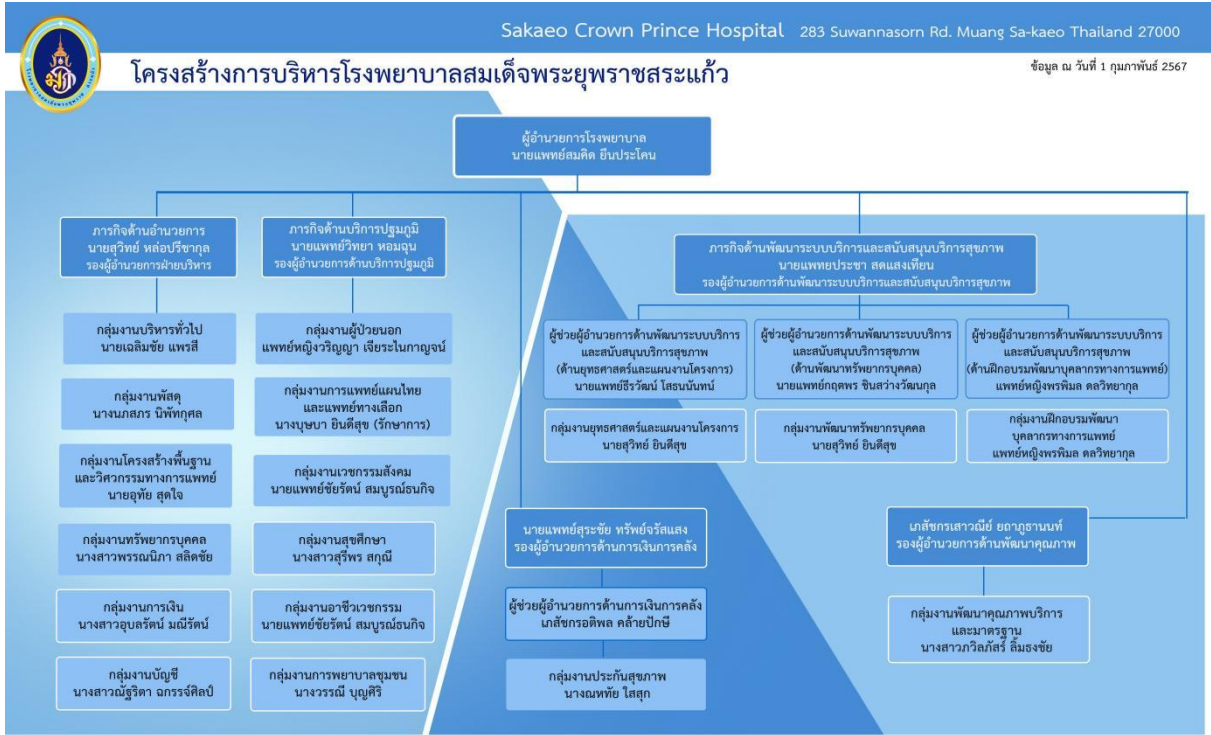 Sakaeo Crown Prince Hospital 283 Suwannasorn Rd. Muang Sa-kaeo Thailand 27000
โครงสร้างการบริหารโรงพยาบาลสมเด็จพระยุพราชสระแก้ว
ข้อมูล ณ วันที่ 1 กุมภาพันธ์ 2567
ผู้อำนวยการโรงพยาบาล
นายแพทย์สมคิด ยืนประโคน
ภารกิจด้านอำนวยการ
นายสุวิทย์ หล่อปรีชากุล
รองผู้อำนวยการฝ่ายบริหาร
กลุ่มงานบริหารทั่วไป
นายเฉลิมชัย แพรสี
กลุ่มงานพัสดุ
นางนภสภร นิพัทกุศล
กลุ่มงานโครงสร้างพื้นฐาน
และวิศวกรรมทางการแพทย์
นายอุทัย สุดใจ
กลุ่มงานทรัพยากรบุคคล
นางสาวพรรณนิภา สลิดชัย
กลุ่มงานการเงิน
นางสาวอุบลรัตน์ มณีรัตน์
กลุ่มงานบัญชี
นางสาวณัฐริตา ฉกรรจ์ศิลป์
ภารกิจด้านบริการปฐมภูมิ
นายแพทย์วิทยา หอมฉุน
รองผู้อำนวยการด้านบริการปฐมภูมิ
กลุ่มงานผู้ป่วยนอก
แพทย์หญิงวริญญา เจียระไนกาญจน์
กลุ่มงานการแพทย์แผนไทย
และแพทย์ทางเลือก
นางบุษบา ยินดีสุข (รักษาการ)
กลุ่มงานเวชกรรมสังคม
นายแพทย์ชัยรัตน์ สมบูรณ์ธนกิจ
กลุ่มงานสุขศึกษา
นางสาวสุรีพร สกุณี
กลุ่มงานอาชีวเวชกรรม
นายแพทย์ชัยรัตน์ สมบูรณ์ธนกิจ
กลุ่มงานการพยาบาลชุมชน
นางวรรณี บุญศิริ
ภารกิจด้านพัฒนาระบบบริการและสนับสนุนบริการสุขภาพ
นายแพทยประชา สดแสงเทียน
รองผู้อำนวยการด้านพัฒนาระบบบริการและสนับสนุนบริการสุขภาพ
ผู้ช่วยผู้อำนวยการด้านพัฒนาระบบบริการ
และสนับสนุนบริการสุขภาพ
(ด้านยุทธศาสตร์และแผนงานโครงการ)
นายแพทย์ธีรวัฒน์ โสธนนันทน์
กลุ่มงานยุทธศาสตร์และแผนงานโครงการ
นายสุวิทย์ ยินดีสุข
ผู้ช่วยผู้อำนวยการด้านพัฒนาระบบบริการ
และสนับสนุนบริการสุขภาพ
(ด้านพัฒนาทรัพยากรบุคคล)
นายแพทย์กฤตพร ชินสว่างวัฒนกุล
กลุ่มงานพัฒนาทรัพยากรบุคคล
นายสุวิทย์ ยินดีสุข
ผู้ช่วยผู้อำนวยการด้านพัฒนาระบบบริการ
และสนับสนุนบริการสุขภาพ
(ด้านฝึกอบรมพัฒนาบุคลากรทางการแพทย์)
แพทย์หญิงพรพิมล ดลวิทยากุล
กลุ่มงานฝึกอบรมพัฒนา
บุคลากรทางการแพทย์
แพทย์หญิงพรพิมล ดลวิทยากุล
นายแพทย์สุระชัย ทรัพย์จรัสแสง
รองผู้อำนวยการด้านการเงินการคลัง
ผู้ช่วยผู้อำนวยการด้านการเงินการคลัง
เภสัชกรอดิพล คล้ายปักษี
กลุ่มงานประกันสุขภาพ
นางณหทัย ใสสุก
เภสัชกรเสาวณีย์ ยถาภูธานนท์
รองผู้อำนวยการด้านพัฒนาคุณภาพ
กลุ่มงานพัฒนาคุณภาพบริการ
และมาตรฐาน
นางสาวภวิลภัสร์ ลิ้มธงชัย